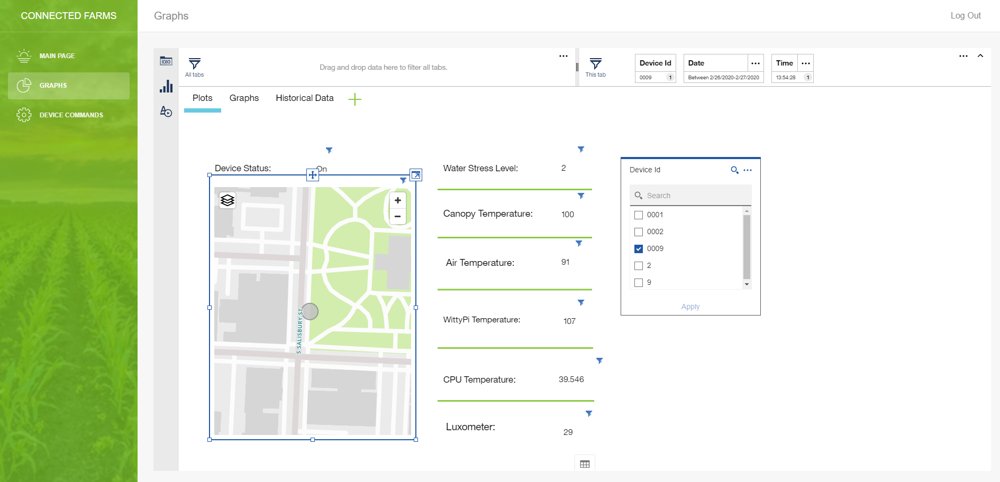 CONNECTED FARMS
Graphs
Log Out
MAIN PAGE
GRAPHS
DEVICE COMMANDS
All tabs
Drag and drop data here to filter all tabs.
This tab
Device Id
0009 1
Date
Between 2/26/2020-2/27/2020
Time
13:54:28 1
Plots
Graphs
Historical Data
Device Status: On
S SALISBURY ST
Water Stress Level: 2
Canopy Temperature: 100
Air Temperature: 91
WittyPi Temperature: 107
CPU Temperature: 39.546
Luxometer: 29
Device Id
Search
0001
0002
0009
2
9
Apply